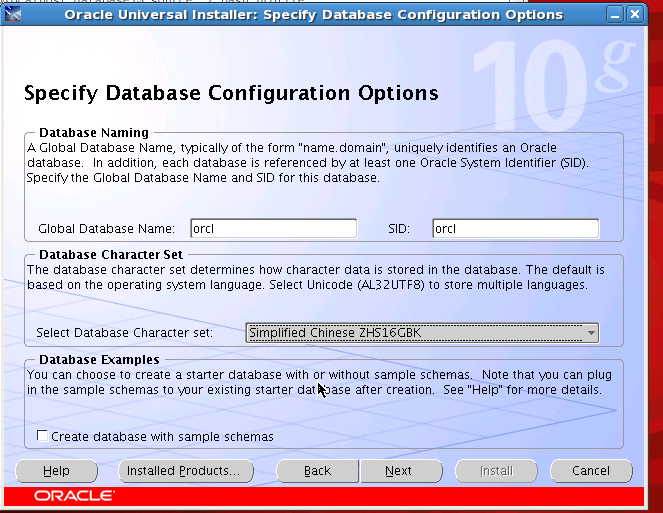 Oracle Universal Installer: Specify Database Configuration Options
10g
Specify Database Configuration Options
Database Naming
A Global Database Name, typically of the form "name.domain", uniquely identifies an Oracle
database. In addition, each database is referenced by at least one Oracle System Identifier (SID).
Specify the Global Database Name and SID for this database.
Global Database Name: orcl SID: orcl
Database Character Set
The database character set determines how character data is stored in the database. The default is
based on the operating system language. Select Unicode (AL32UTF8) to store multiple languages.
Select Database Character set: Simplified Chinese ZHS16GBK
Database Examples
You can choose to create a starter database with or without sample schemas. Note that you can plug
in the sample schemas to your existing starter database after creation. See "Help" for more details.
Create database with sample schemas
Help Installed Products... Back Next Install Cancel
ORACLE